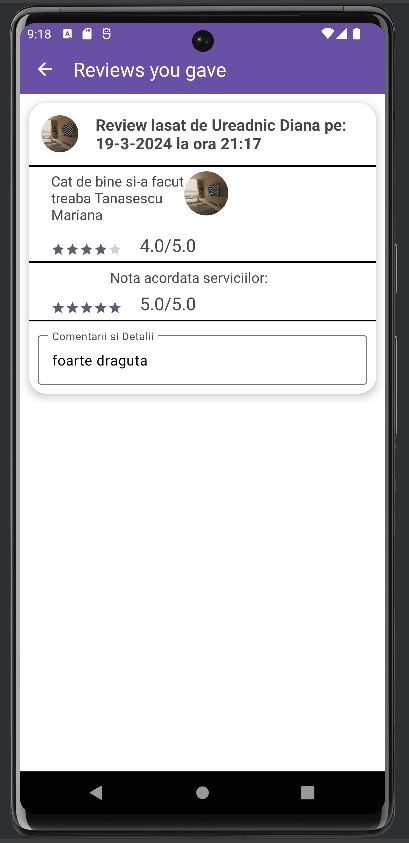 9:18
Reviews you gave
Review lasat de Ureadnic Diana pe:
19-3-2024 la ora 21:17
Cat de bine si-a facut
treaba Tanasescu
Mariana
4.0/5.0
Nota acordata serviciilor:
5.0/5.0
Comentarii si Detalii
foarte draguta